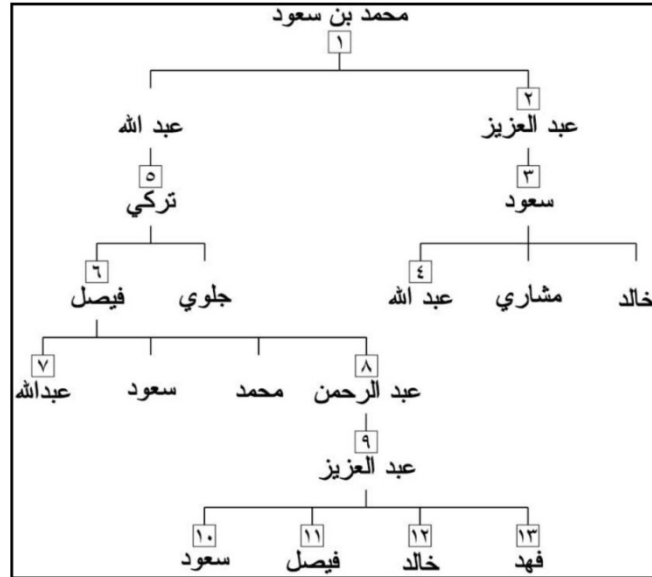 محمد بن سعود
١
٢
عبد الله
عبد العزيز
٥
٣
تركي
سعود
٦
٤
فيصل
جلوي
عبد الله
مشاري
خالد
٧
٨
عبدالله
سعود
محمد
عبد الرحمن
٩
عبد العزيز
١٠
١١
١٢
١٣
سعود
فيصل
خالد
فهد